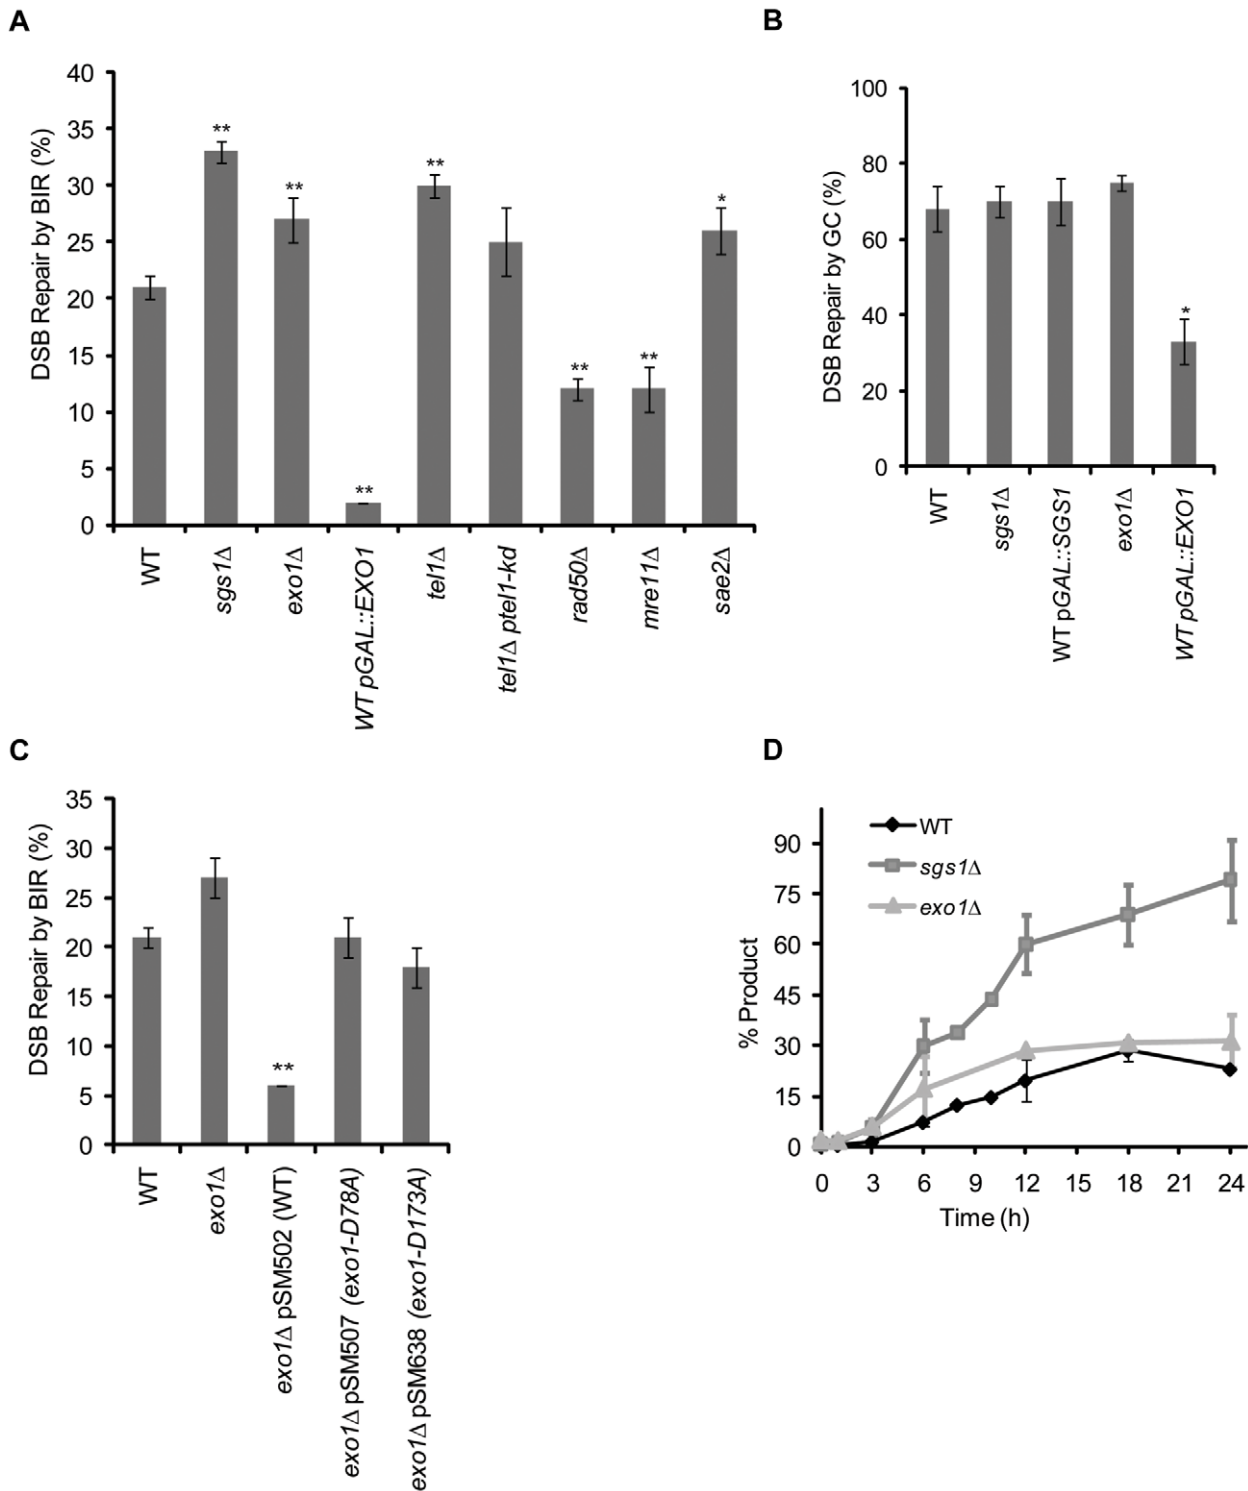 A
DSB Repair by BIR (%)
40
35
30
25
20
15
10
5
0
**
**
**
**
**
**
*
WT
sgs1Δ
exo1Δ
WT pGAL::EXO1
tel1Δ
tel1Δ ptel1-kd
rad50Δ
mre11Δ
sae2Δ
B
DSB Repair by GC (%)
100
80
60
40
20
0
*
WT
sgs1Δ
WT pGAL::SGS1
exo1Δ
WT pGAL::EXO1
C
DSB Repair by BIR (%)
35
30
25
20
15
10
5
0
**
WT
exo1Δ
exo1Δ pSM502 (WT)
exo1Δ pSM507 (exo1-D78A)
exo1Δ pSM638 (exo1-D173A)
D
% Product
90
75
60
45
30
15
0
WT
sgs1Δ
exo1Δ
0 3 6 9 12 15 18 21 24
Time (h)